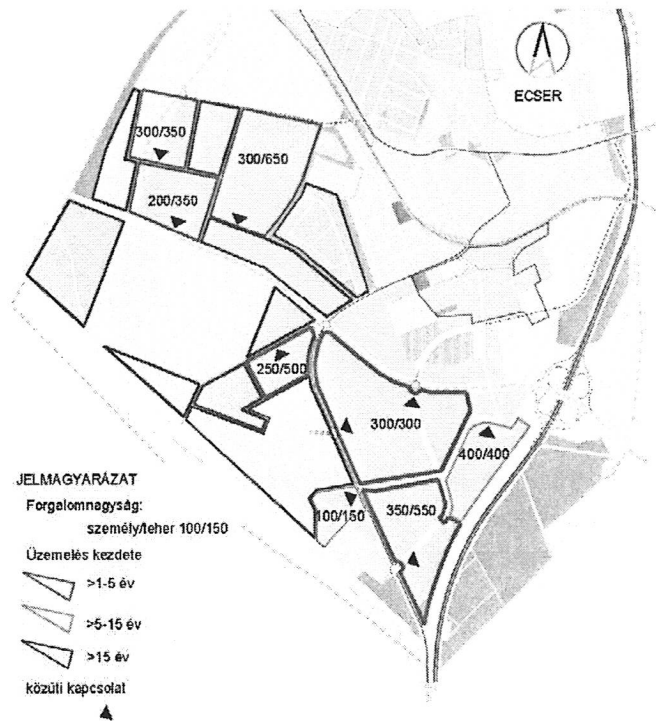 ECSER
300/350
300/650
200/350
250/500
300/300
400/400
100/150
350/550
JELMAGYARÁZAT
Forgalomnagyság:
személy/teher 100/150
Üzemelés kezdete
>1-5 év
>5-15 év
>15 év
közúti kapcsolat